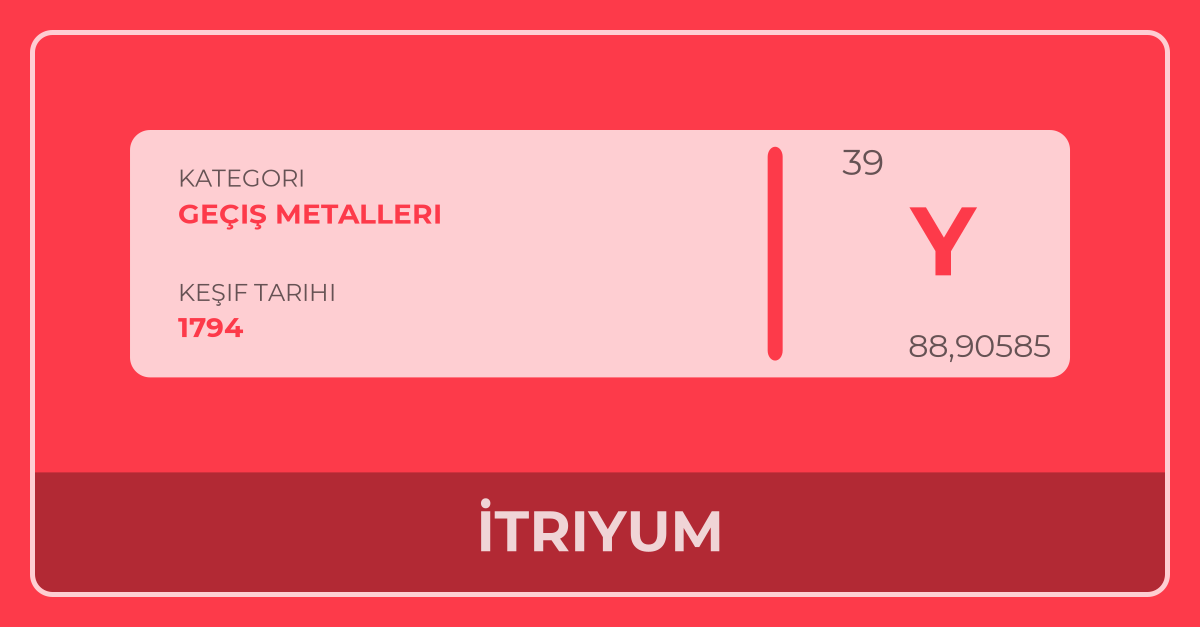 KATEGORI
GEÇIŞ METALLERI
KEŞIF TARIHI
1794
39
Y
88,90585
İTRIYUM